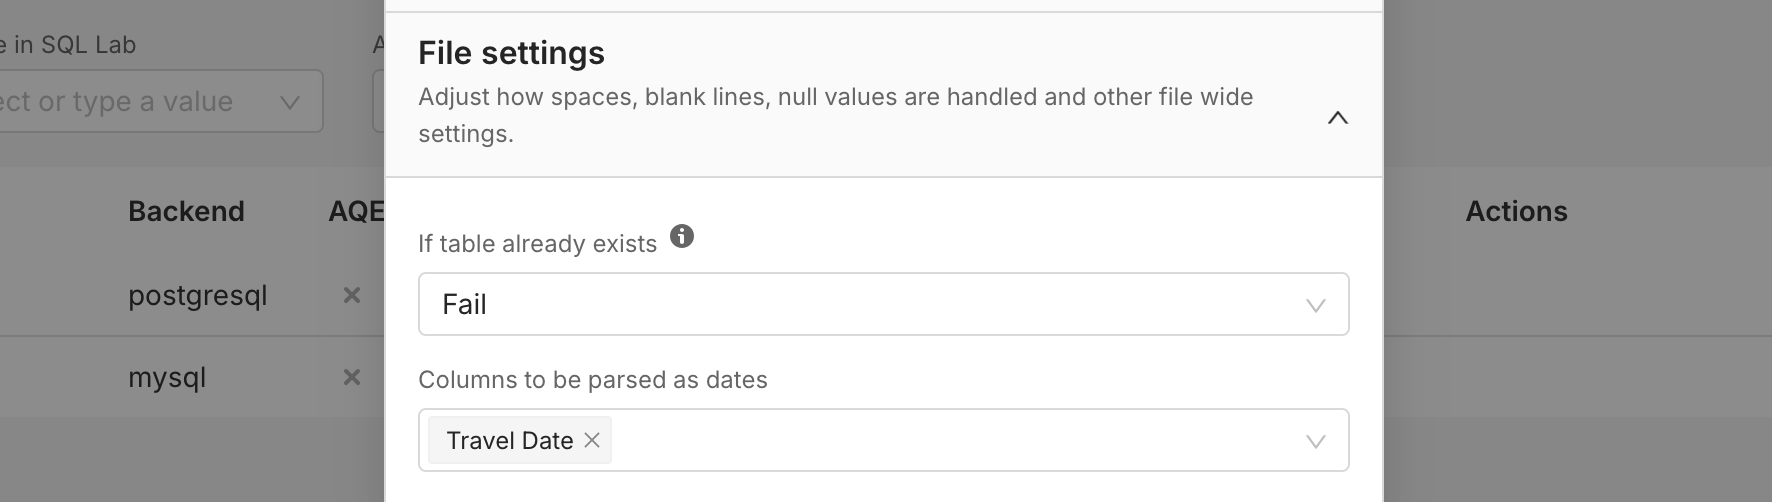 e in SQL Lab
A
ect or type a value
File settings
Adjust how spaces, blank lines, null values are handled and other file wide
settings.
Backend
AQE
Actions
If table already exists
postgresql
Fail
mysql
Columns to be parsed as dates
Travel Date